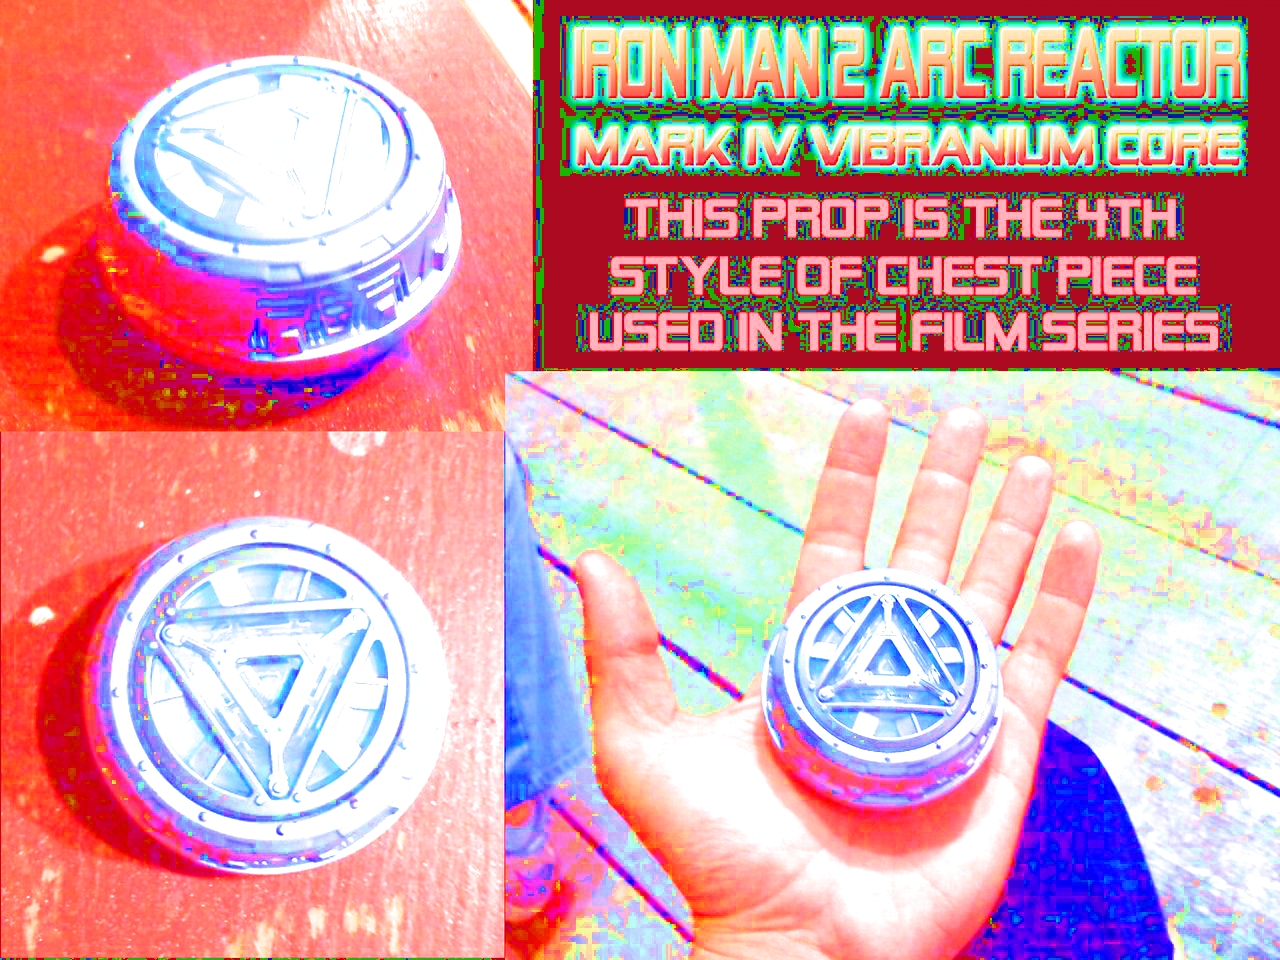 IRON MAN 2 ARC REACTOR
MARK IV VIBRANIUM CORE
THIS PROP IS THE 4TH
STYLE OF CHEST PIECE
USED IN THE FILM SERIES